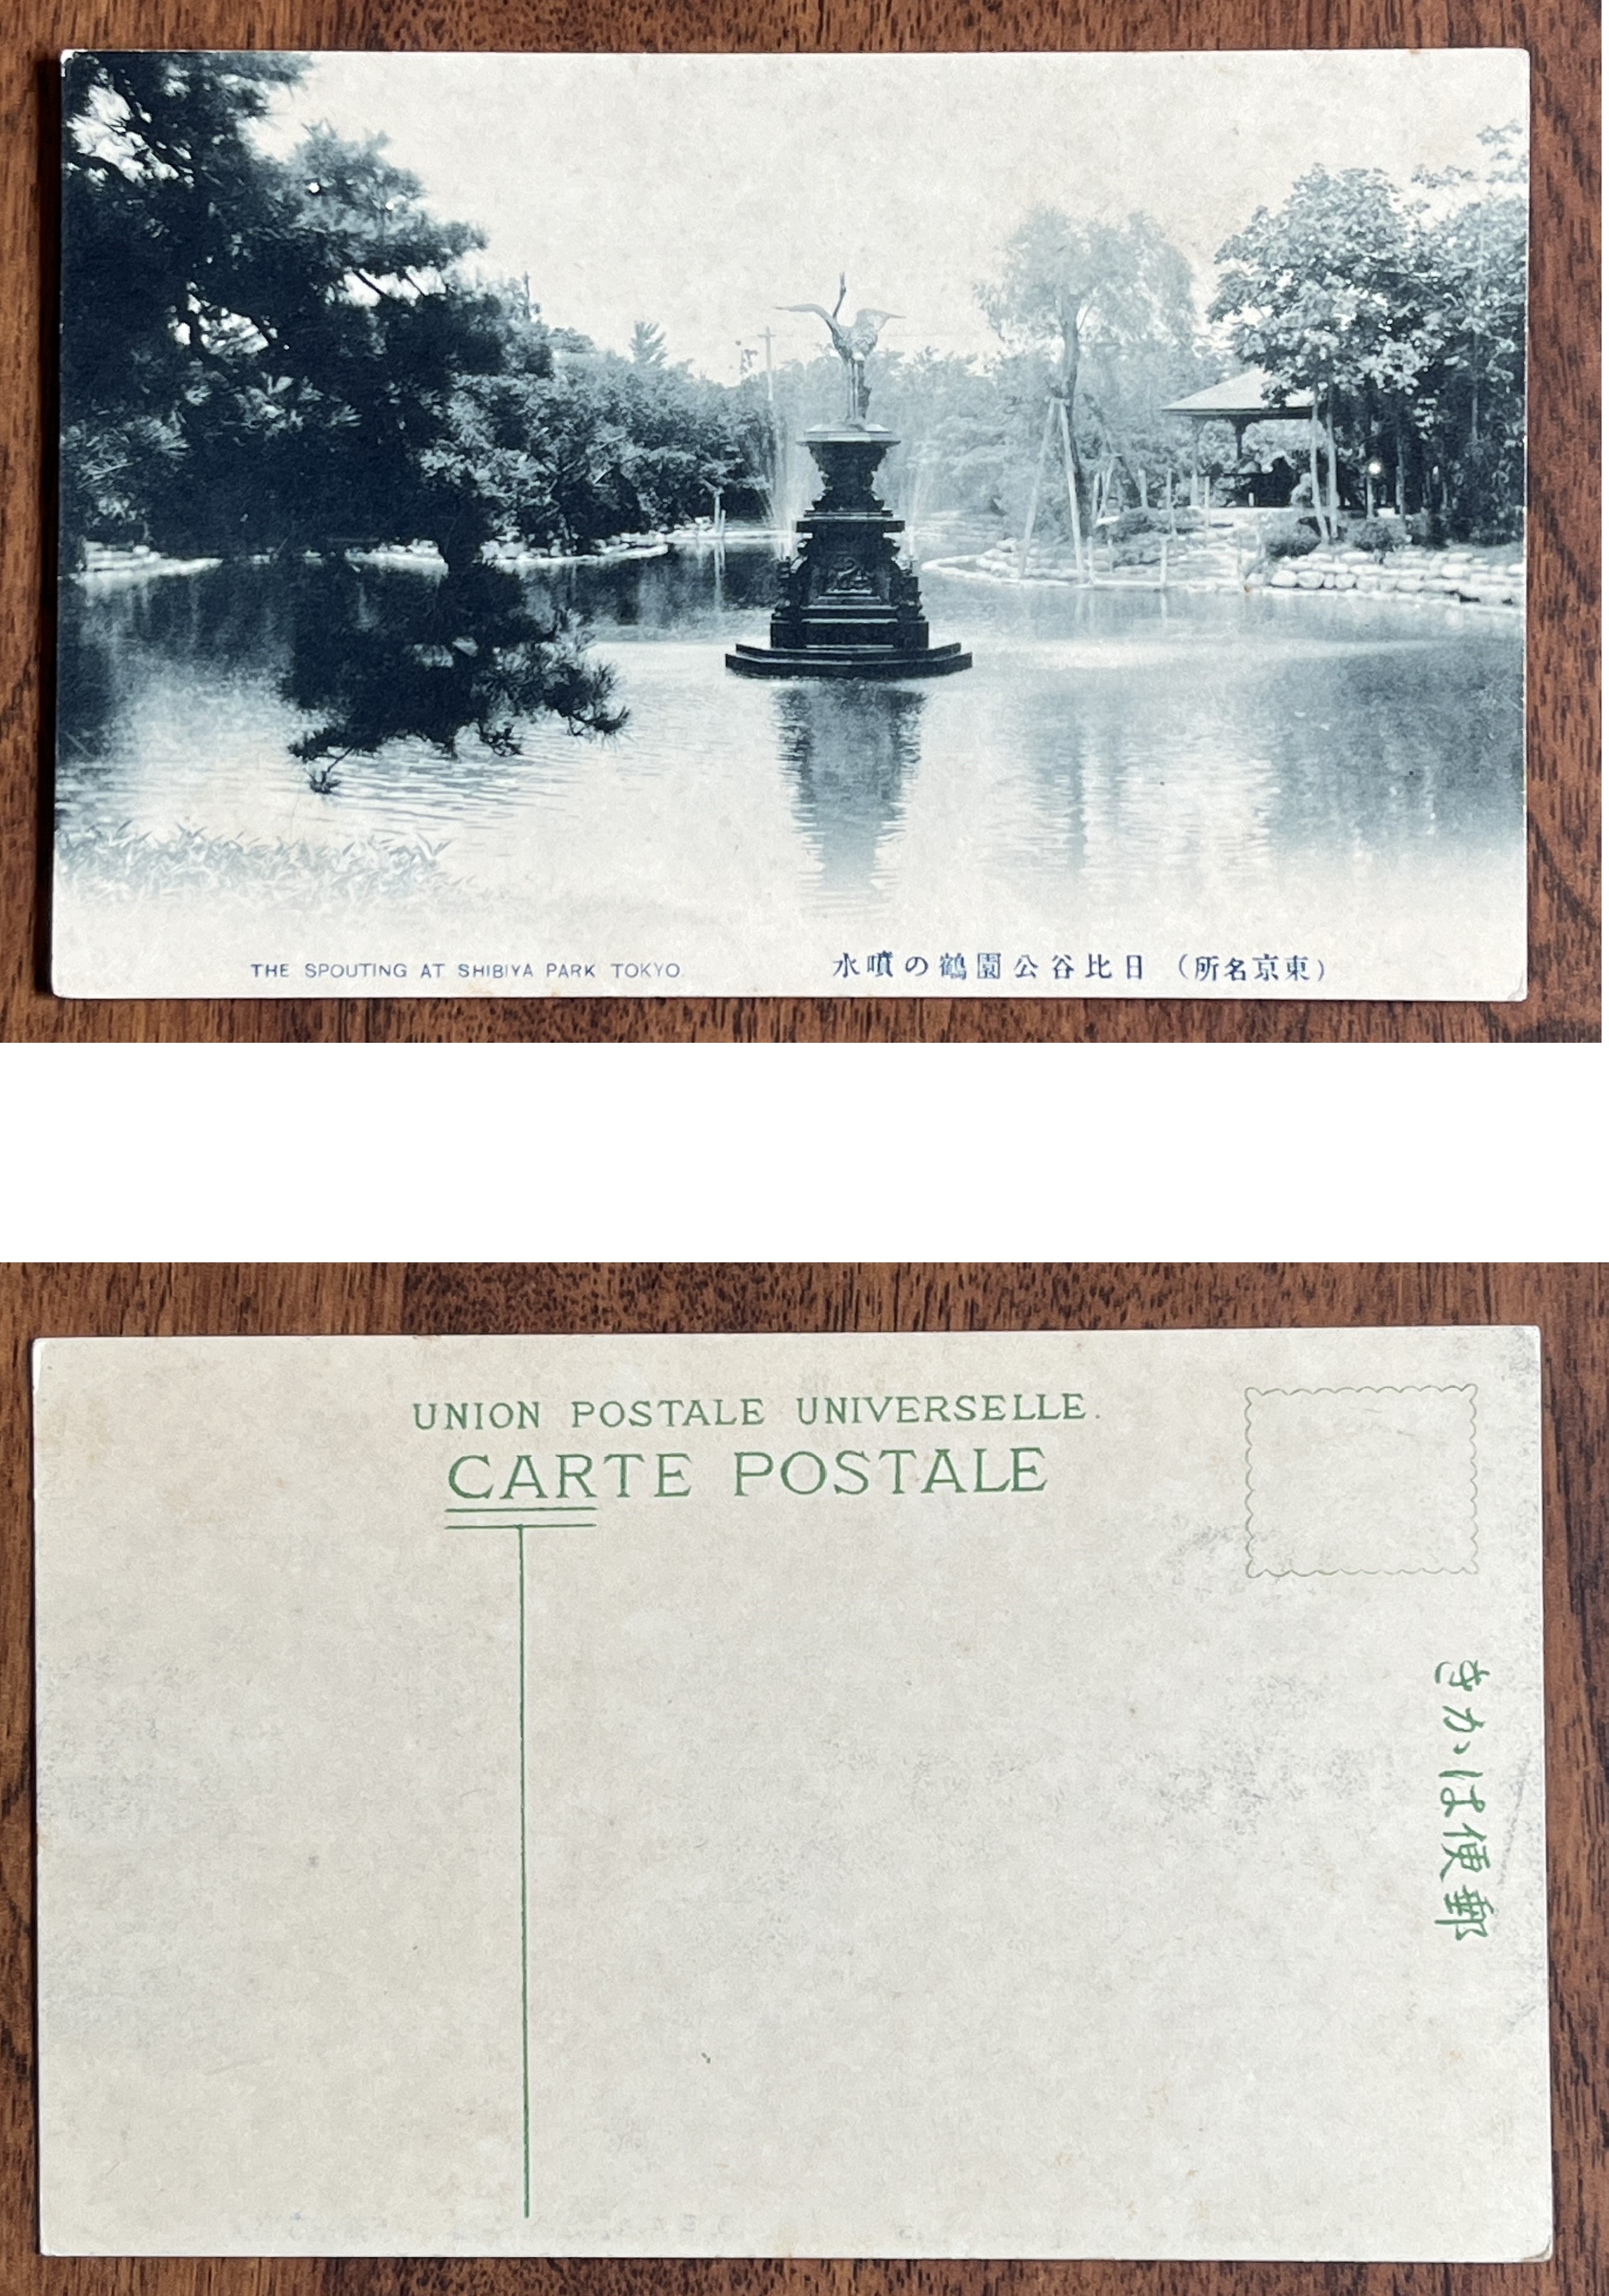 THE SPOUTING AT SHIBIYA PARK TOKYO.
(東京名所) 日比谷公園鶴の噴水
UNION POSTALE UNIVERSELLE.
CARTE POSTALE
郵便はかき